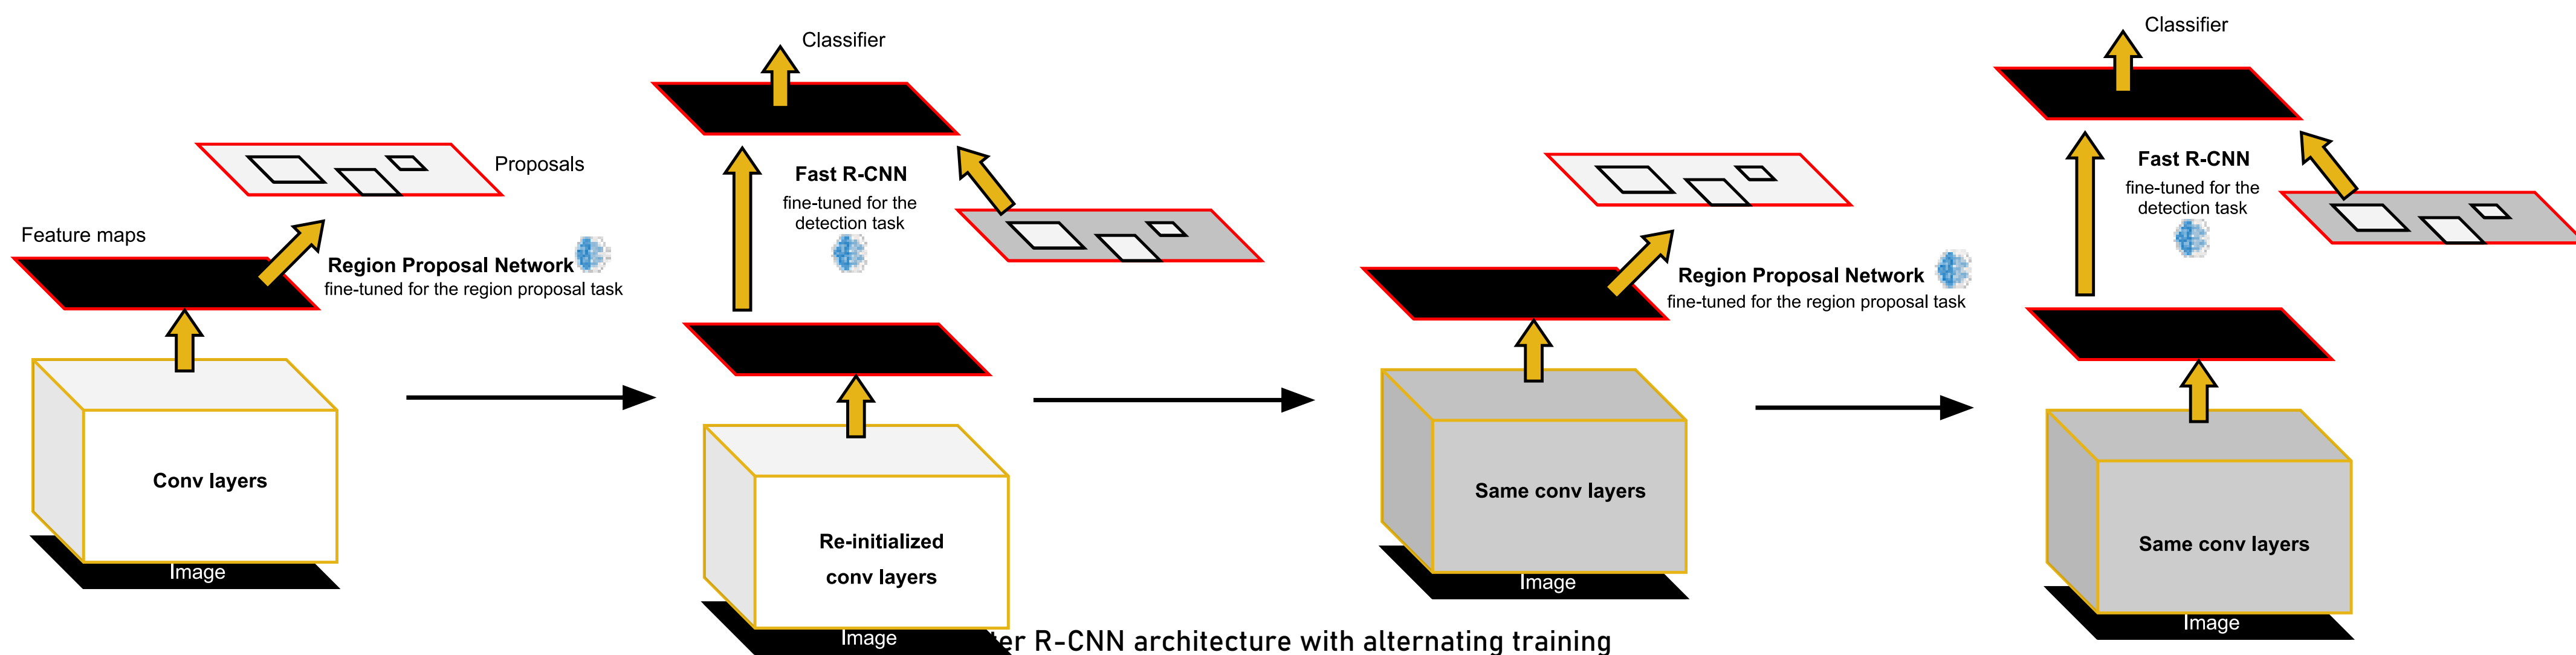 Feature maps
Proposals
Region Proposal Network
fine-tuned for the region proposal task
Conv layers
Image
Classifier
Fast R-CNN
fine-tuned for the
detection task
Re-initialized
conv layers
Image
Region Proposal Network
fine-tuned for the region proposal task
Same conv layers
Image
Classifier
Fast R-CNN
fine-tuned for the
detection task
Same conv layers
Image
R-CNN architecture with alternating training